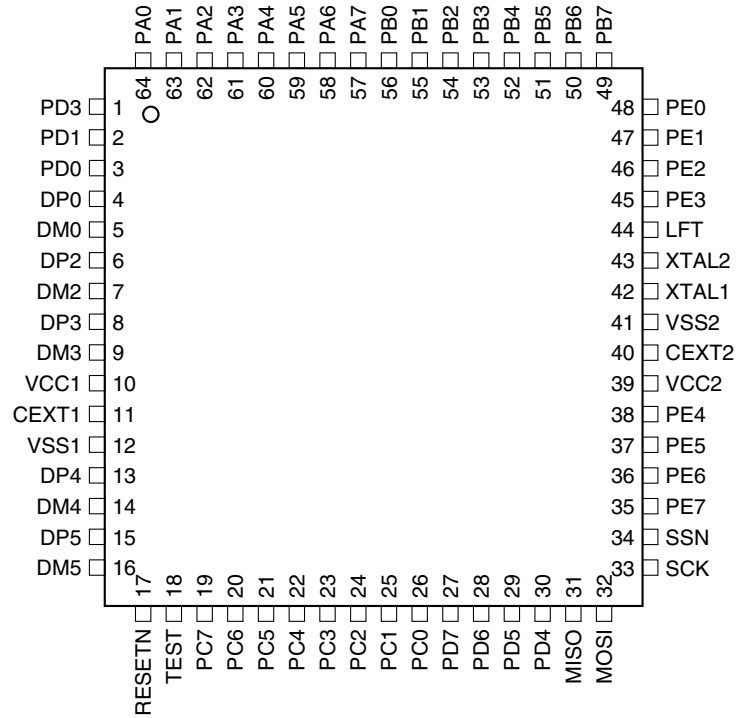 PA0 PA1 PA2 PA3 PA4 PA5 PA6 PA7 PB0 PB1 PB2 PB3 PB4 PB5 PB6 PB7
64 63 62 61 60 59 58 57 56 55 54 53 52 51 50 49
PD3 1 48 PE0
PD1 2 47 PE1
PD0 3 46 PE2
DP0 4 45 PE3
DM0 5 44 LFT
DP2 6 43 XTAL2
DM2 7 42 XTAL1
DP3 8 41 VSS2
DM3 9 40 CEXT2
VCC1 10 39 VCC2
CEXT1 11 38 PE4
VSS1 12 37 PE5
DP4 13 36 PE6
DM4 14 35 PE7
DP5 15 34 SSN
DM5 16 33 SCK
17 18 19 20 21 22 23 24 25 26 27 28 29 30 31 32
RESETN TEST PC7 PC6 PC5 PC4 PC3 PC2 PC1 PC0 PD7 PD6 PD5 PD4 MISO MOSI